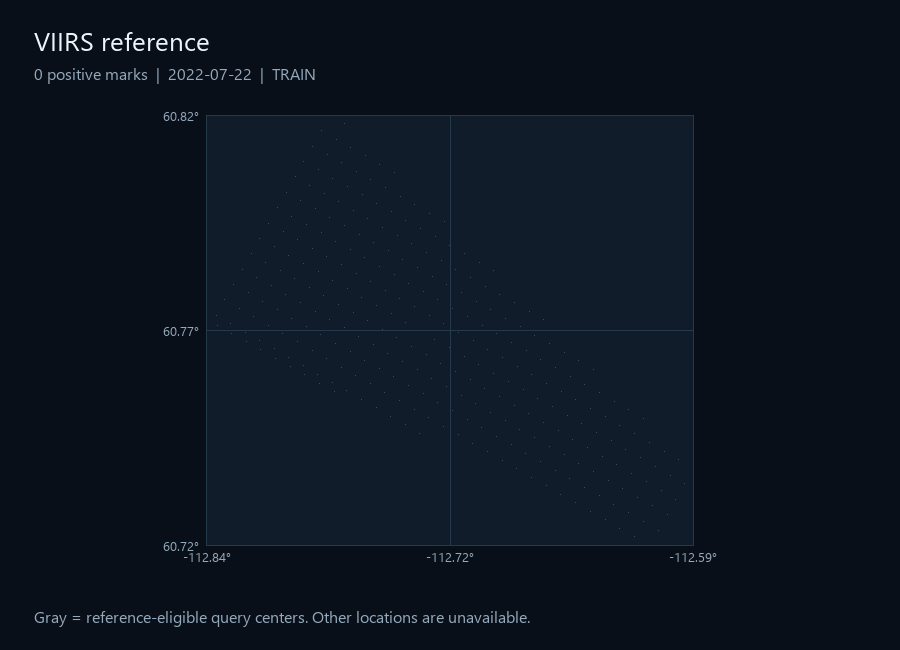 VIIRS reference
0 positive marks | 2022-07-22 | TRAIN
60.82°
60.77°
60.72°
-112.84° -112.72° -112.59°
Gray = reference-eligible query centers. Other locations are unavailable.